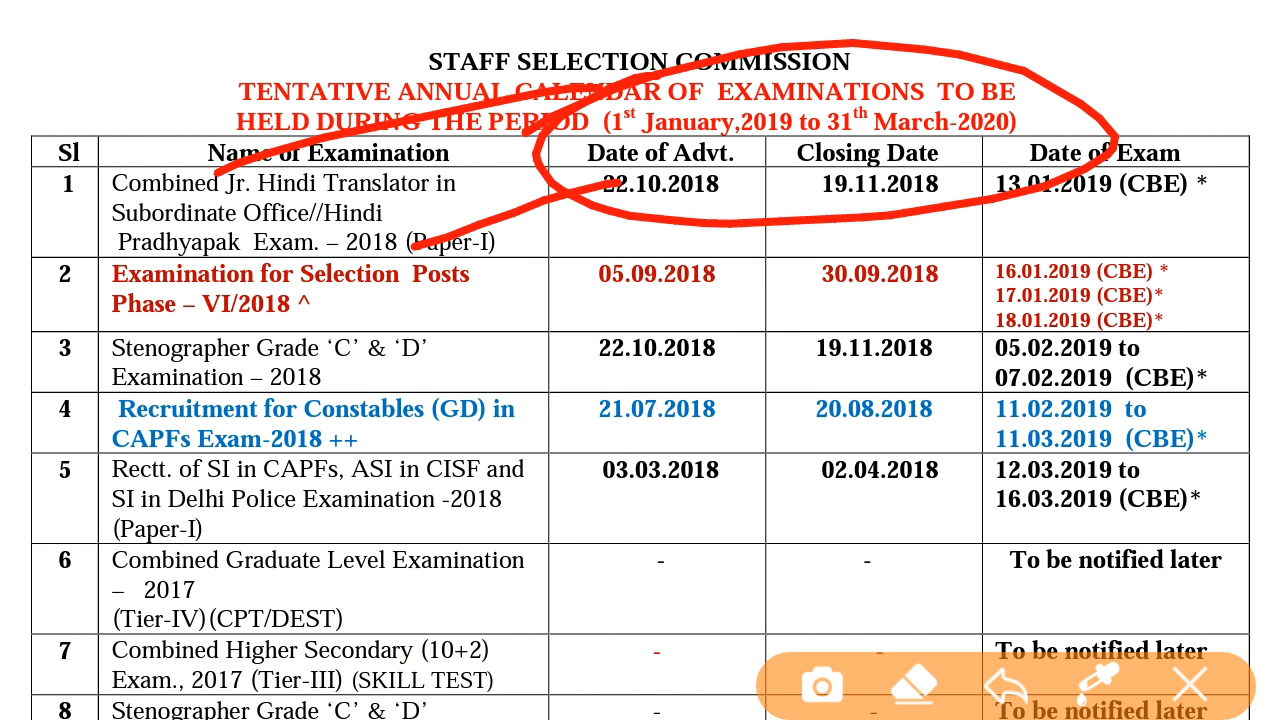 STAFF SELECTION COMMISSION
TENTATIVE ANNUAL CALENDAR OF EXAMINATIONS TO BE
HELD DURING THE PERIOD (1st January,2019 to 31th March-2020)
Sl Name of Examination Date of Advt. Closing Date Date of Exam
1 Combined Jr. Hindi Translator in 22.10.2018 19.11.2018 13.01.2019 (CBE) *
Subordinate Office//Hindi
Pradhyapak Exam. – 2018 (Paper-I)
2 Examination for Selection Posts 05.09.2018 30.09.2018 16.01.2019 (CBE) *
Phase – VI/2018 ^ 17.01.2019 (CBE)*
18.01.2019 (CBE)*
3 Stenographer Grade ‘C’ & ‘D’ 22.10.2018 19.11.2018 05.02.2019 to
Examination – 2018 07.02.2019 (CBE)*
4 Recruitment for Constables (GD) in 21.07.2018 20.08.2018 11.02.2019 to
CAPFs Exam-2018 ++ 11.03.2019 (CBE)*
5 Rectt. of SI in CAPFs, ASI in CISF and 03.03.2018 02.04.2018 12.03.2019 to
SI in Delhi Police Examination -2018 16.03.2019 (CBE)*
(Paper-I)
6 Combined Graduate Level Examination - - To be notified later
– 2017
(Tier-IV) (CPT/DEST)
7 Combined Higher Secondary (10+2) - - To be notified later
Exam., 2017 (Tier-III) (SKILL TEST)
8 Stenographer Grade ‘C’ & ‘D’ - - To be notified later